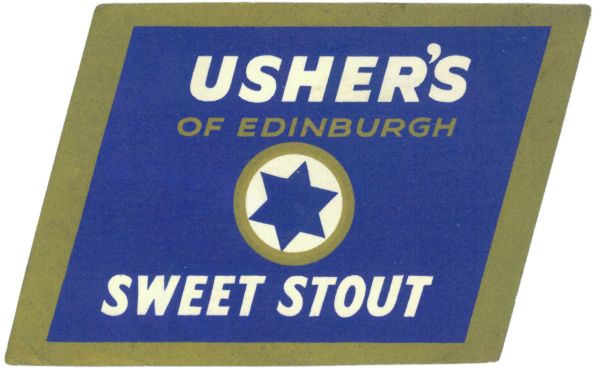 USHER'S
OF EDINBURGH
SWEET STOUT